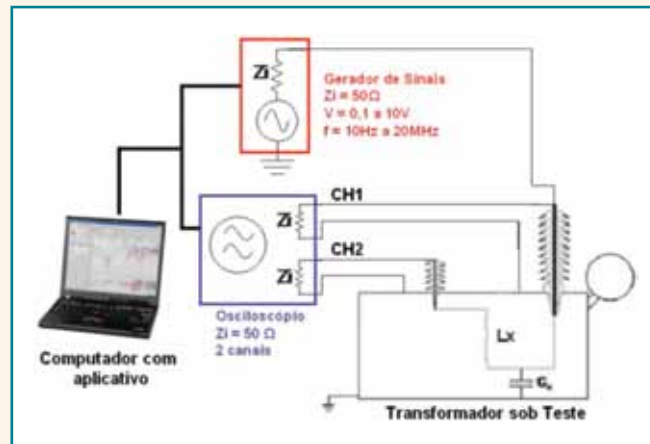 Zi
Gerador de Sinais
Zi = 50Ω
V = 0,1 a 10V
f = 10Hz a 20MHz
CH1
Zi
CH2
Zi
Osciloscópio
Zi = 50 Ω
2 canais
Computador com
aplicativo
Lx
Transformador sob Teste